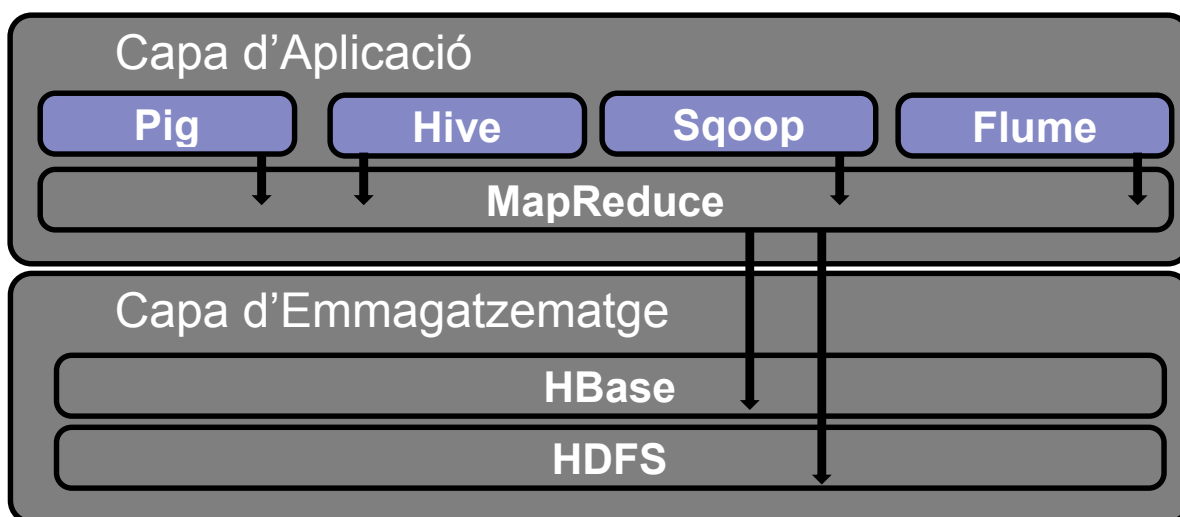 Capa d’Aplicació
Pig Hive Sqoop Flume
MapReduce
Capa d’Emmagatzematge
HBase
HDFS